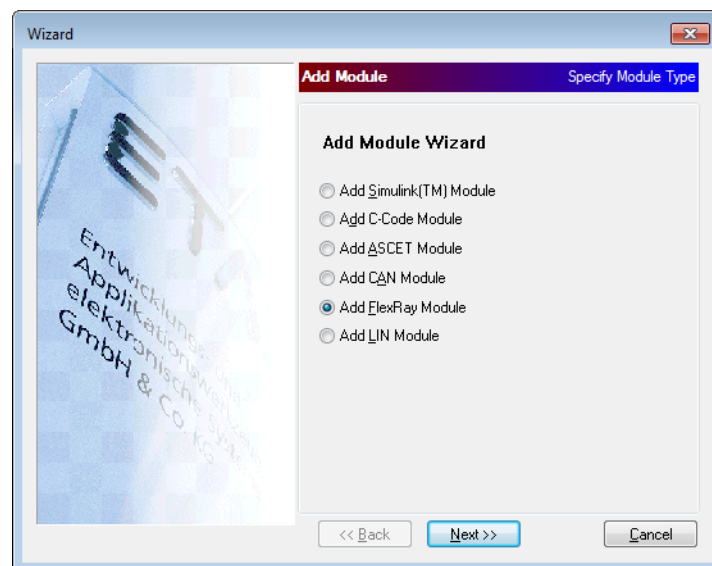 Wizard
Add Module
Specify Module Type
ET
Entwicklungs- und
Applikationswerkzeuge
elektronische Systeme
GmbH & Co. KG
Add Module Wizard
Add Simulink(TM) Module
Add C-Code Module
Add ASCET Module
Add CAN Module
Add FlexRay Module
Add LIN Module
<< Back
Next >>
Cancel